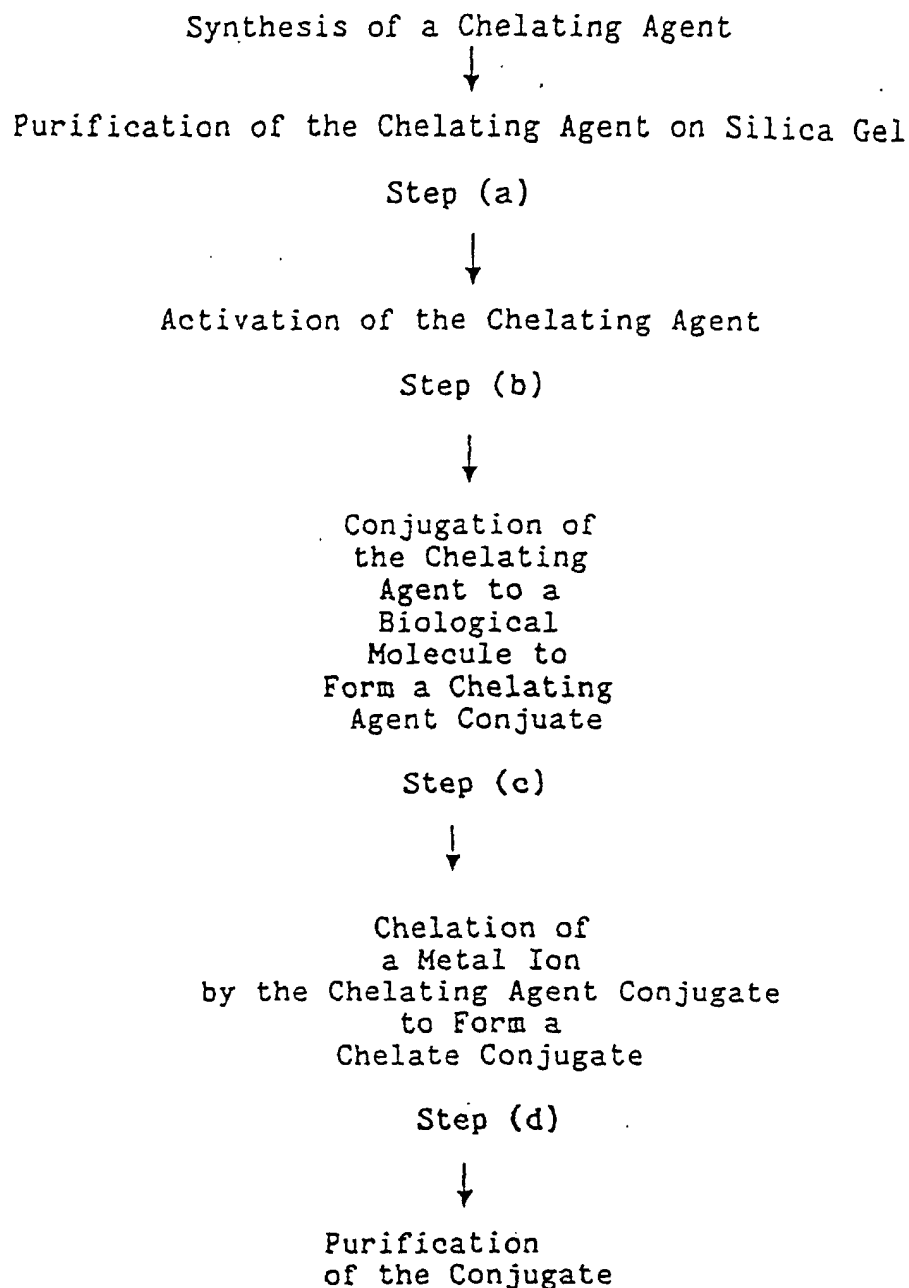 Synthesis of a Chelating Agent
Purification of the Chelating Agent on Silica Gel
Step (a)
Activation of the Chelating Agent
Step (b)
Conjugation of
the Chelating
Agent to a
Biological
Molecule to
Form a Chelating
Agent Conjuate
Step (c)
Chelation of
a Metal Ion
by the Chelating Agent Conjugate
to Form a
Chelate Conjugate
Step (d)
Purification
of the Conjugate